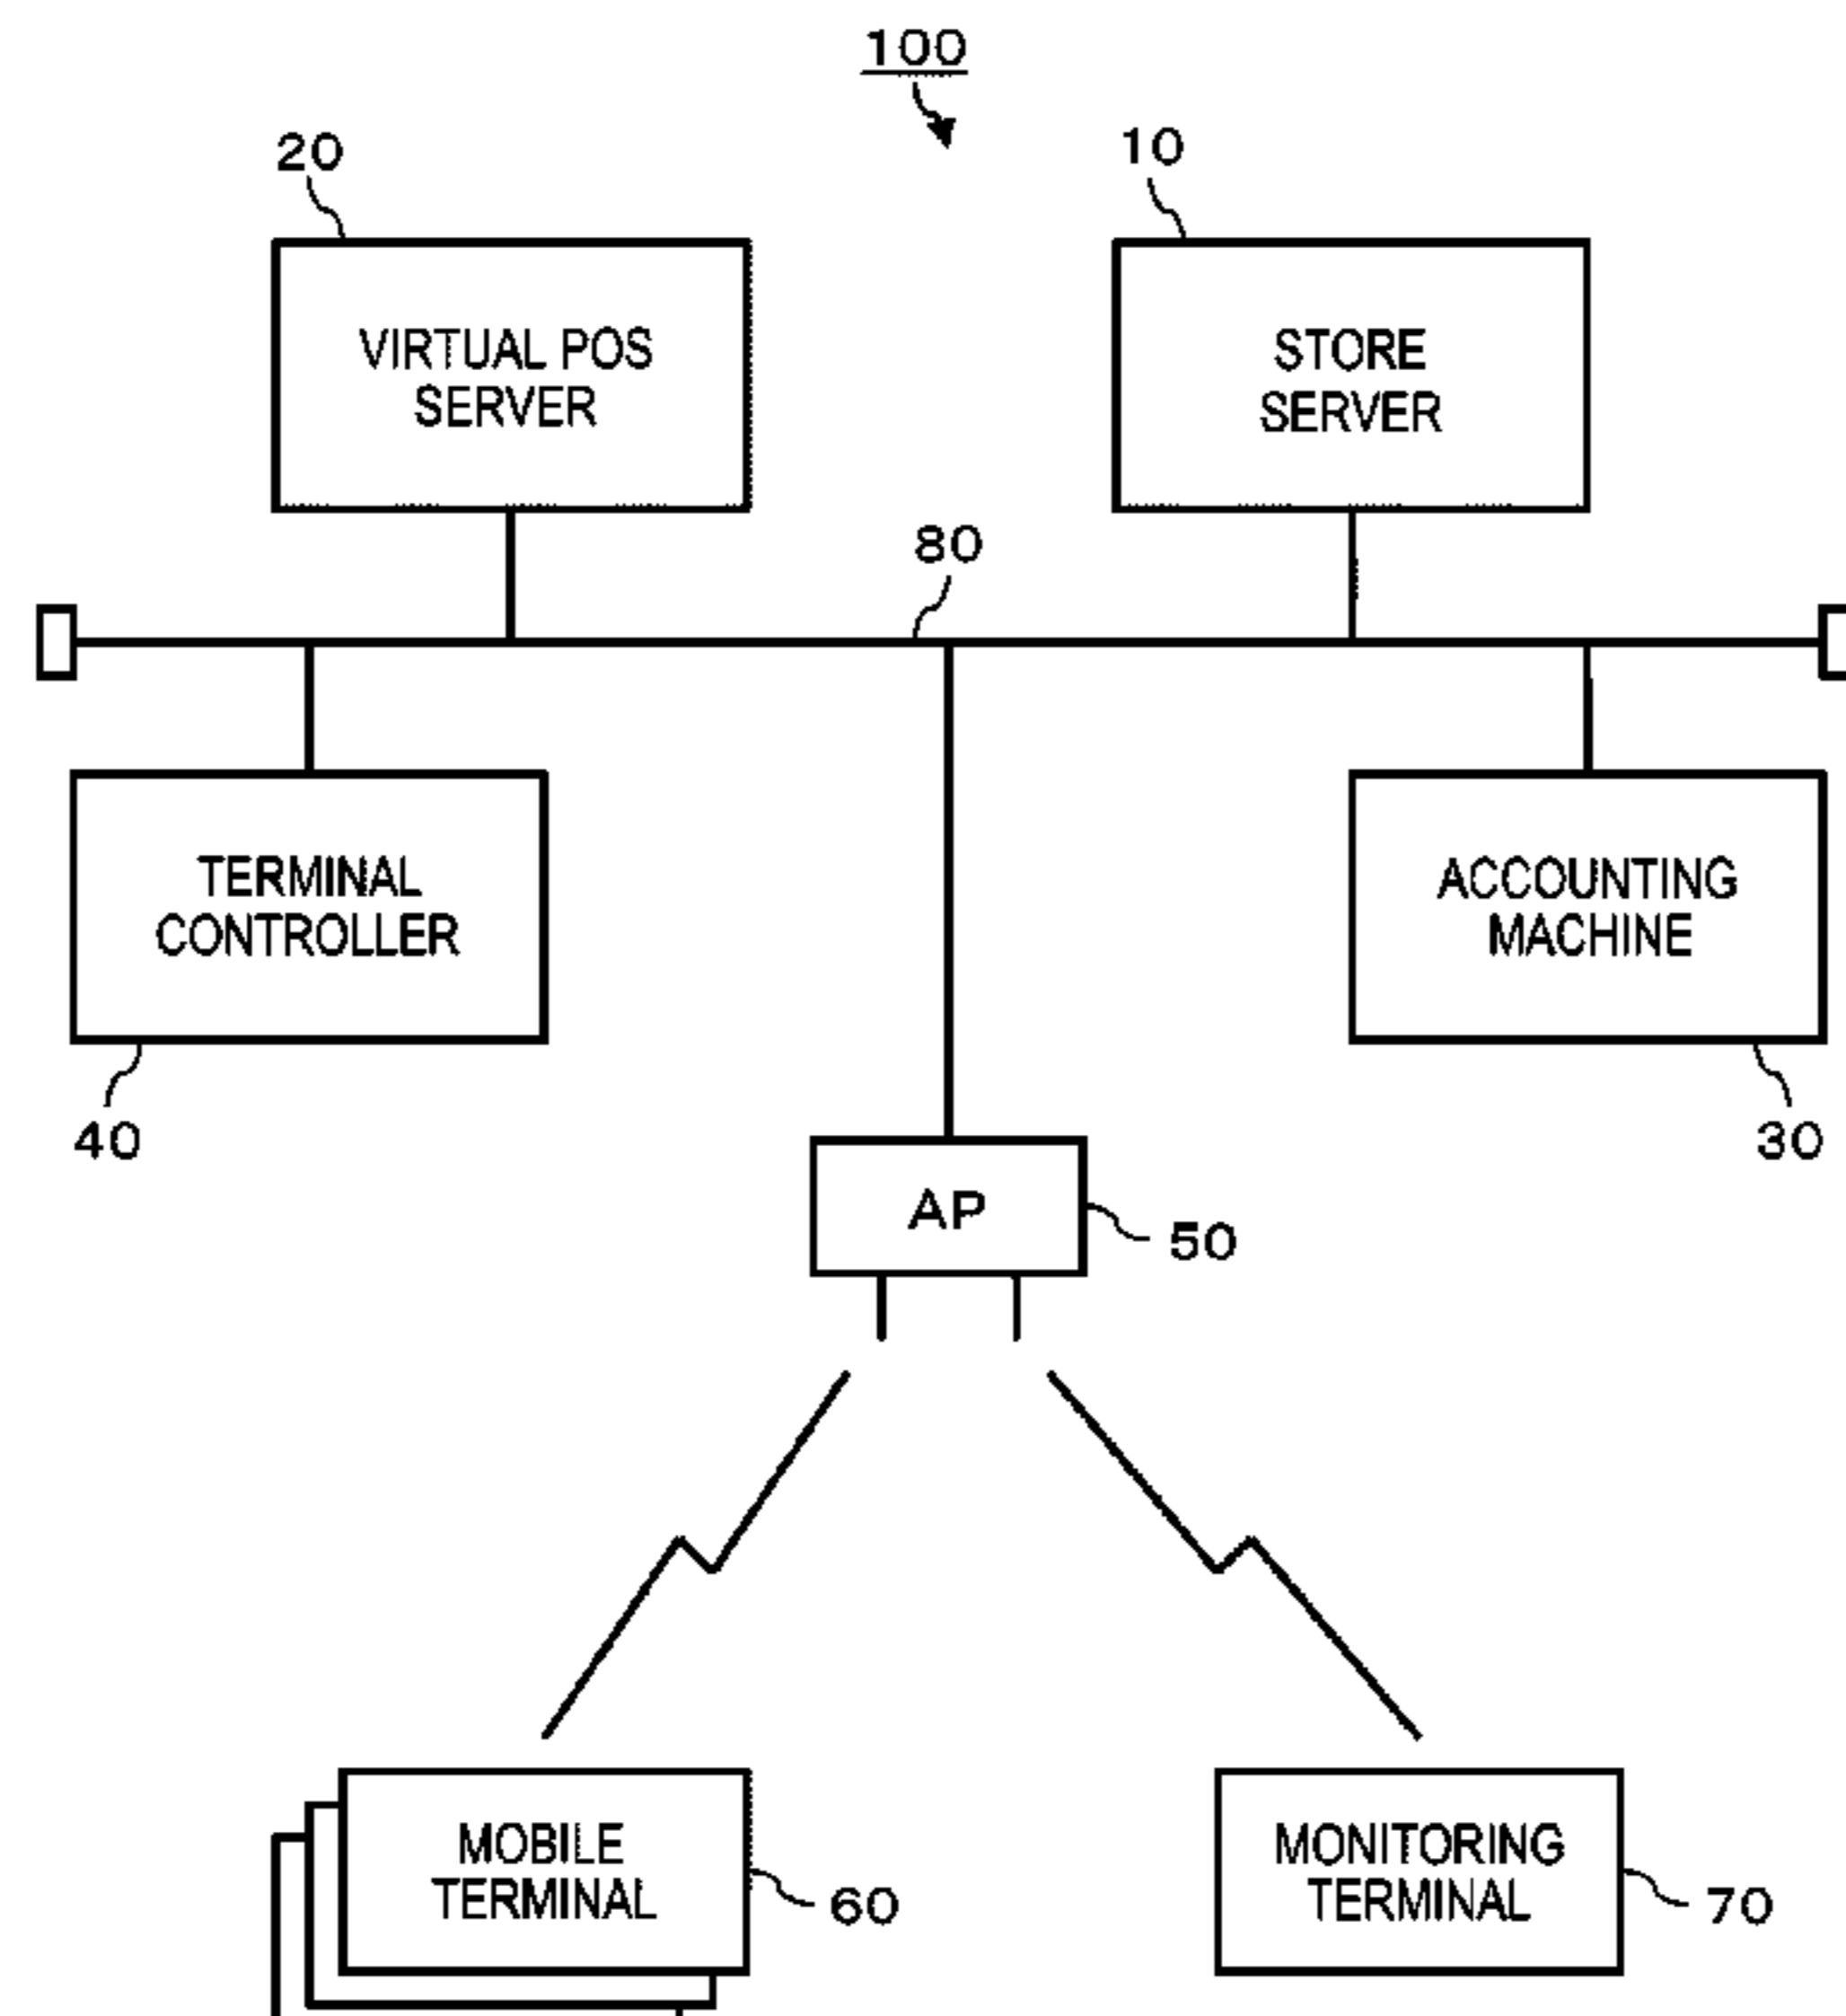 100
20
10
VIRTUAL POS
SERVER
STORE
SERVER
80
TERMINAL
CONTROLLER
ACCOUNTING
MACHINE
40
30
AP
50
MOBILE
TERMINAL
60
MONITORING
TERMINAL
70